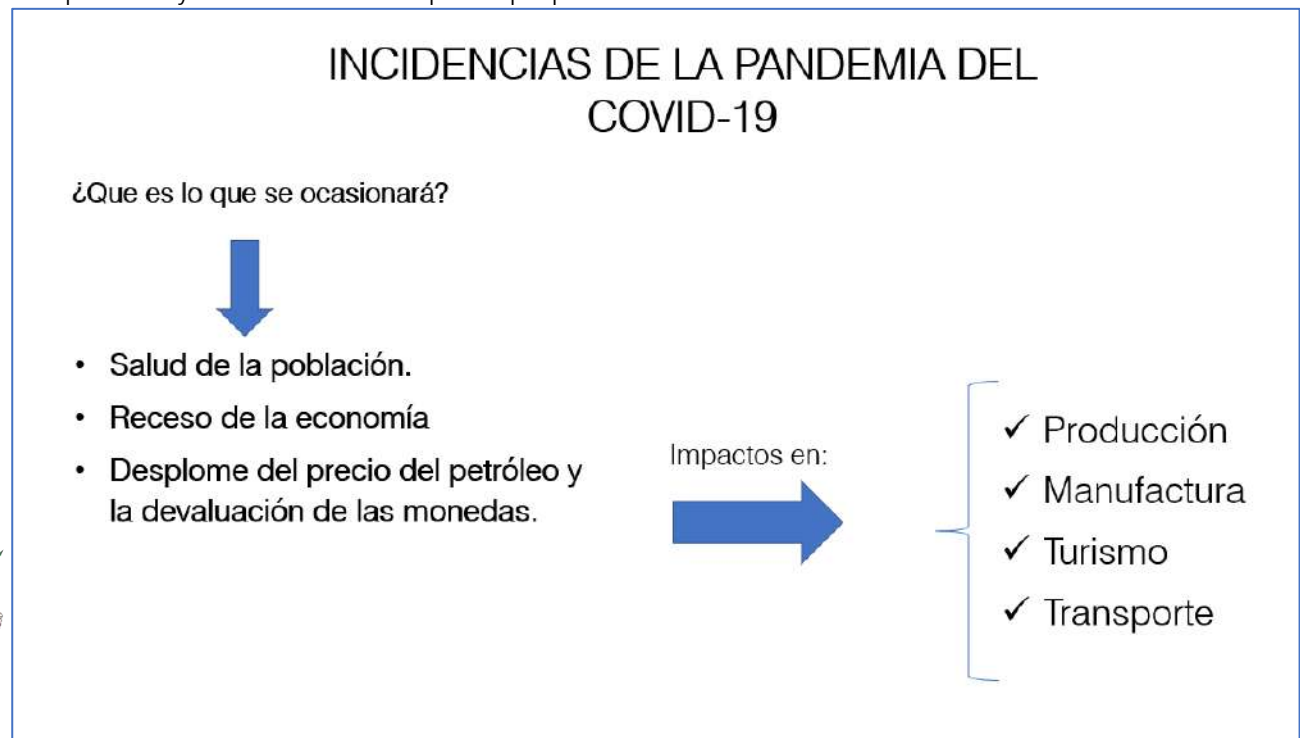 INCIDENCIAS DE LA PANDEMIA DEL
COVID-19
¿Que es lo que se ocasionará?
• Salud de la población.
• Receso de la economía
• Desplome del precio del petróleo y
la devaluación de las monedas.
Impactos en:
✓ Producción
✓ Manufactura
✓ Turismo
✓ Transporte